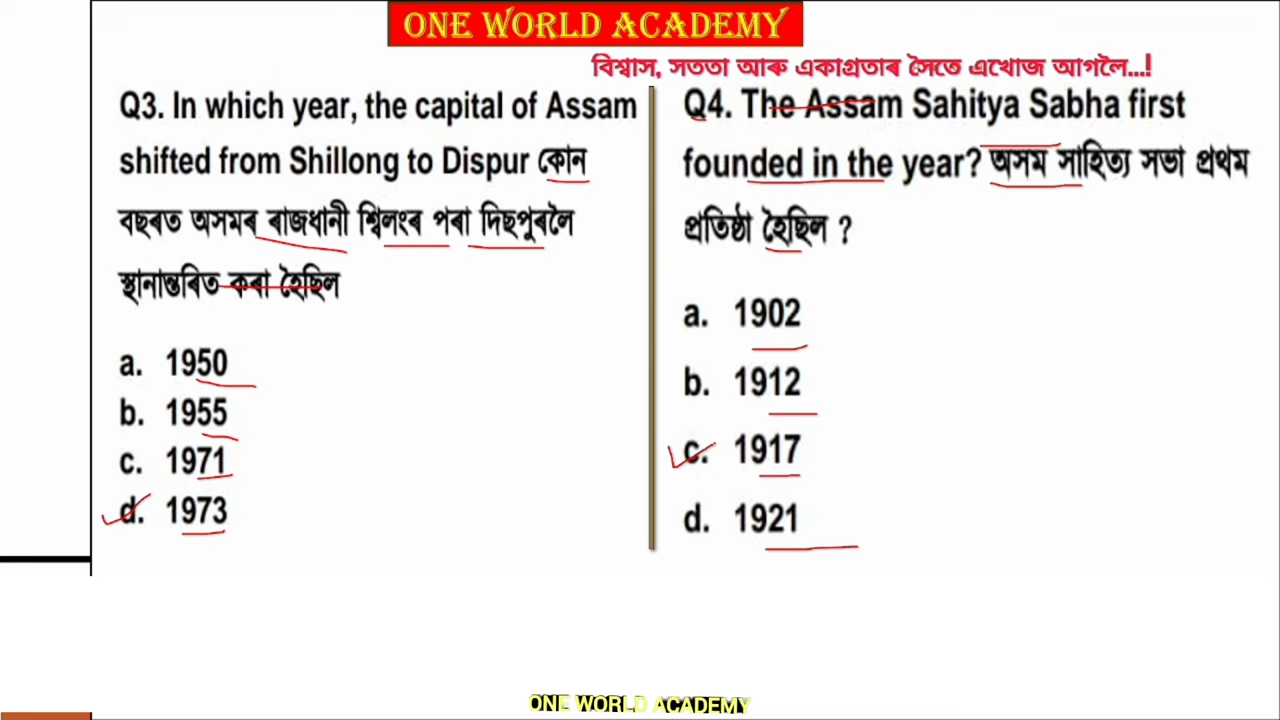 ONE WORLD ACADEMY
বিশ্বাস, সততা আৰু একাগ্ৰতাৰ সৈতে এখোজ আগলৈ...!
Q3. In which year, the capital of Assam
shifted from Shillong to Dispur কোন
বছৰত অসমৰ ৰাজধানী শ্বিলংৰ পৰা দিছপুৰলৈ
স্থানান্তৰিত কৰা হৈছিল
a. 1950
b. 1955
c. 1971
d. 1973
Q4. The Assam Sahitya Sabha first
founded in the year? অসম সাহিত্য সভা প্ৰথম
প্ৰতিষ্ঠা হৈছিল ?
a. 1902
b. 1912
c. 1917
d. 1921
ONE WORLD ACADEMY